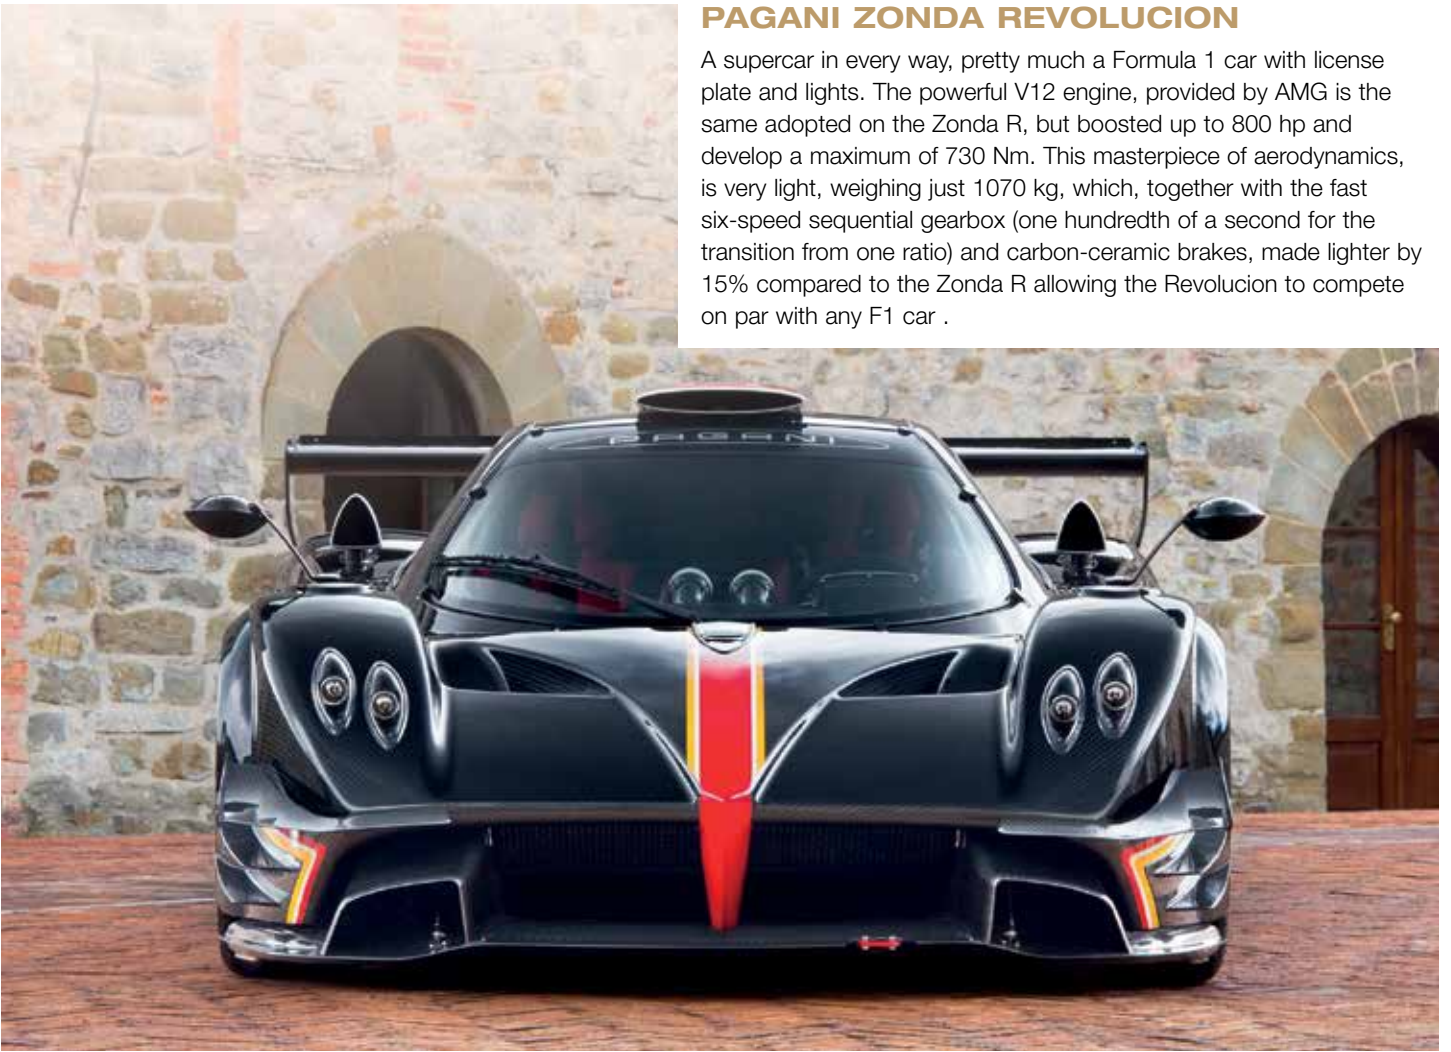 PAGANI ZONDA REVOLUCION
A supercar in every way, pretty much a Formula 1 car with license
plate and lights. The powerful V12 engine, provided by AMG is the
same adopted on the Zonda R, but boosted up to 800 hp and
develop a maximum of 730 Nm. This masterpiece of aerodynamics,
is very light, weighing just 1070 kg, which, together with the fast
six-speed sequential gearbox (one hundredth of a second for the
transition from one ratio) and carbon-ceramic brakes, made lighter by
15% compared to the Zonda R allowing the Revolucion to compete
on par with any F1 car .
PAGANI